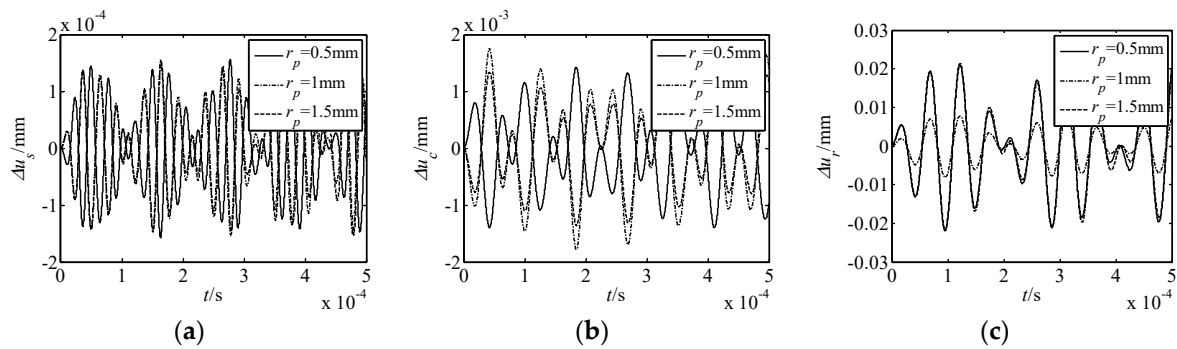 x 10⁻⁴
2
1
0
-1
-2
Δu_s/mm
0 1 2 3 4 5
t/s
x 10⁻⁴
r_p=0.5mm
r_p=1mm
r_p=1.5mm
(a)
x 10⁻³
2
1
0
-1
-2
Δu_c/mm
0 1 2 3 4 5
t/s
x 10⁻⁴
r_p=0.5mm
r_p=1mm
r_p=1.5mm
(b)
0.03
0.02
0.01
0
-0.01
-0.02
-0.03
0.03
Δu_r/mm
0 1 2 3 4 5
t/s
x 10⁻⁴
r_p=0.5mm
r_p=1mm
r_p=1.5mm
(c)